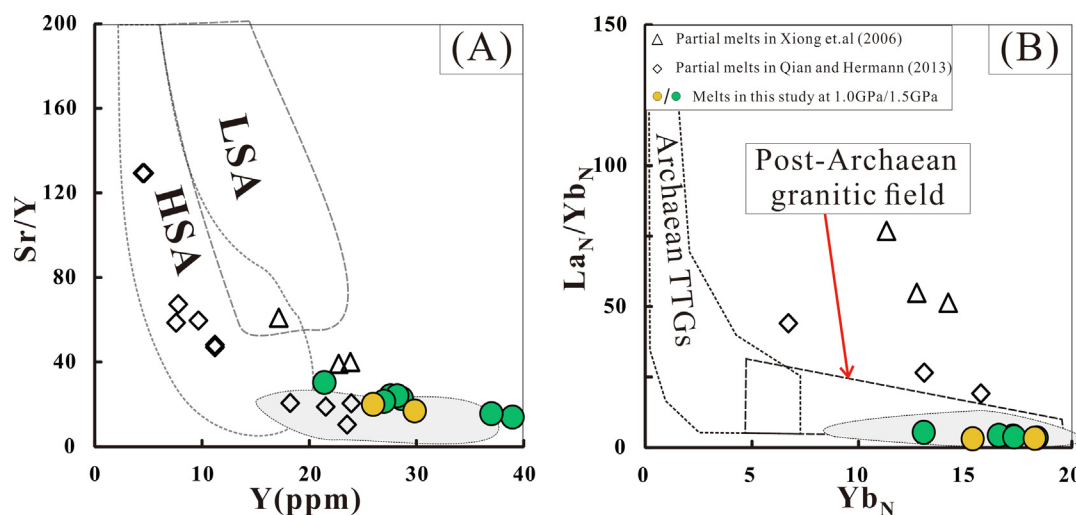 (A)
200
160
120
80
40
0
Sr/Y
HSA
LSA
0
10
20
30
40
Y(ppm)
(B)
Partial melts in Xiong et.al (2006)
Partial melts in Qian and Hermann (2013)
/ Melts in this study at 1.0GPa/1.5GPa
150
100
50
0
LaN/YbN
Archaean TTGs
Post-Archaean
granitic field
0
5
10
15
20
YbN